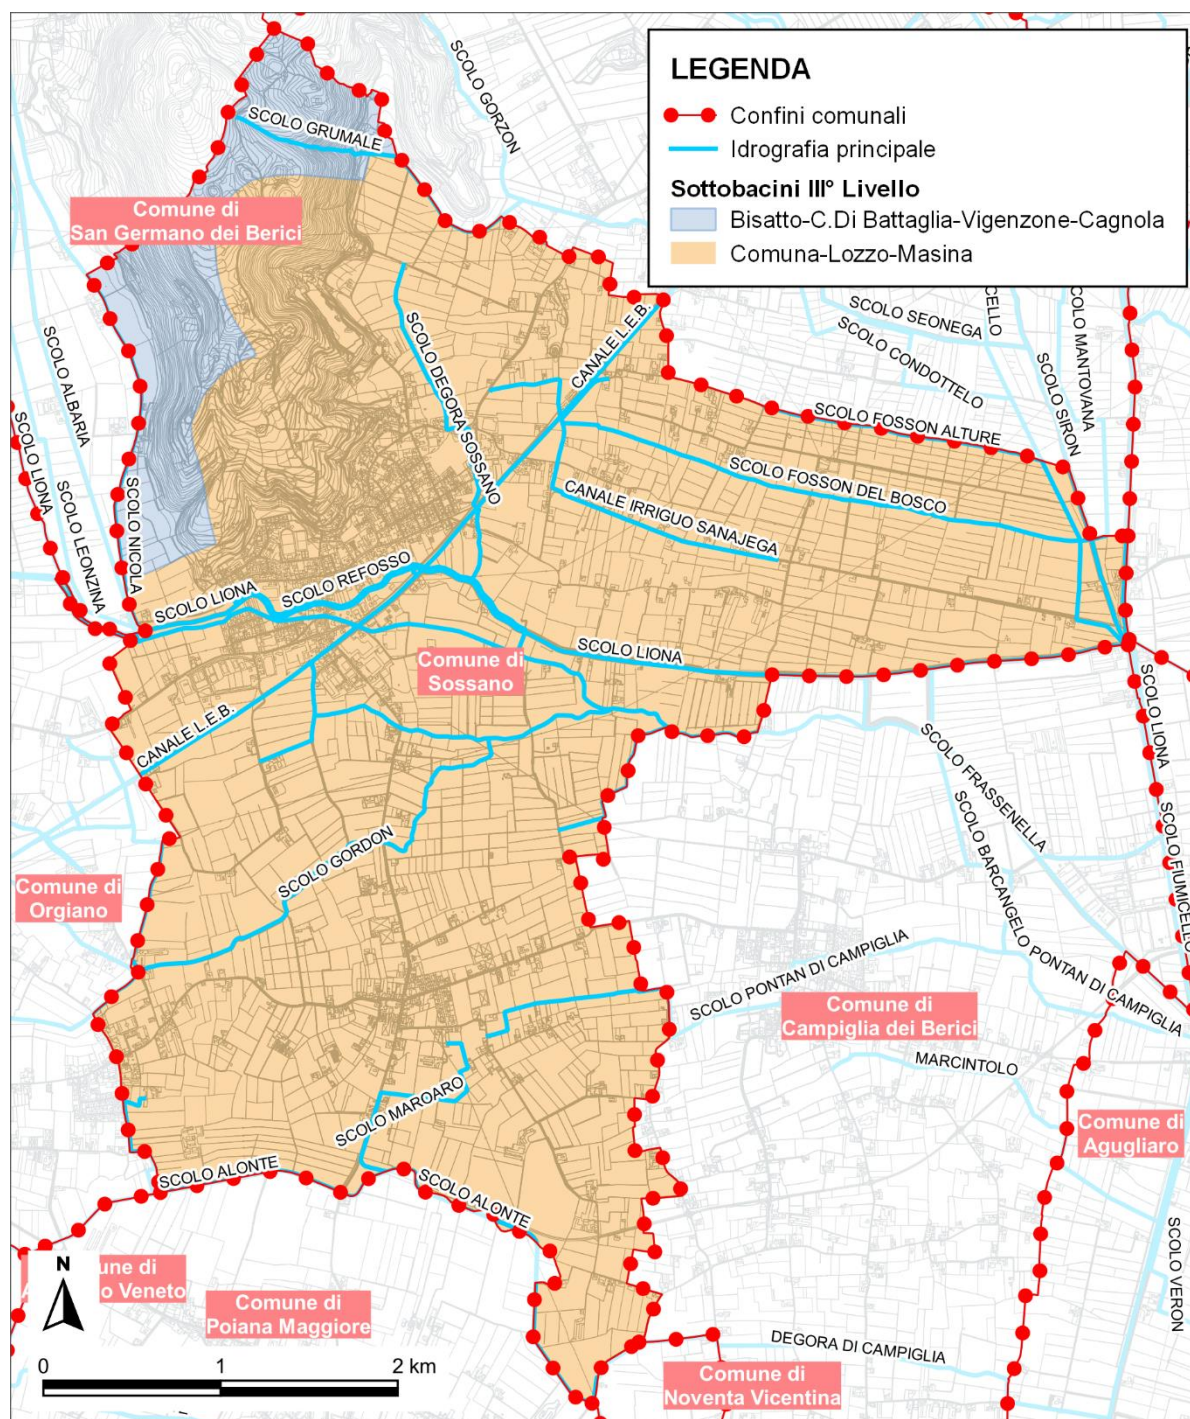 LEGENDA
Confini comunali
Idrografia principale
Sottobacini III° Livello
Bisatto-C.Di Battaglia-Vigenzone-Cagnola
Comuna-Lozzo-Masina
SCOLO GORZON
SCOLO GRUMALE
Comune di
San Germano dei Berici
SCOLO ALBARIA
SCOLO LIONA
SCOLO LEONZINA
SCOLO NICOLA
SCOLO DEGORA SOSSANO
CANALE L.E.B.
SCOLO SEONEGA
SCOLO CONDOTTELO
SCOLO SIRON
SCOLO FOSSON ALTURE
SCOLO FOSSON DEL BOSCO
CANALE IRRIGUO SANAJEGA
SCOLO LIONA
SCOLO REFOSSO
SCOLO LIONA
Comune di
Sossano
CANALE L.E.B.
SCOLO LIONA
SCOLO FRASSENELLA
SCOLO BARCANGELO
SCOLO FIUMICELLO
SCOLO GORDON
Comune di
Orgiano
SCOLO PONTAN DI CAMPIGLIA
PONTAN DI CAMPIGLIA
Comune di
Campiglia dei Berici
MARCINTOLO
SCOLO MAROARO
Comune di
Agugliaro
SCOLO ALONTE
SCOLO ALONTE
SCOLO VERON
Veneto
Comune di
Poiana Maggiore
DEGORA DI CAMPIGLIA
Comune di
Noventa Vicentina
N
0 1 2 km